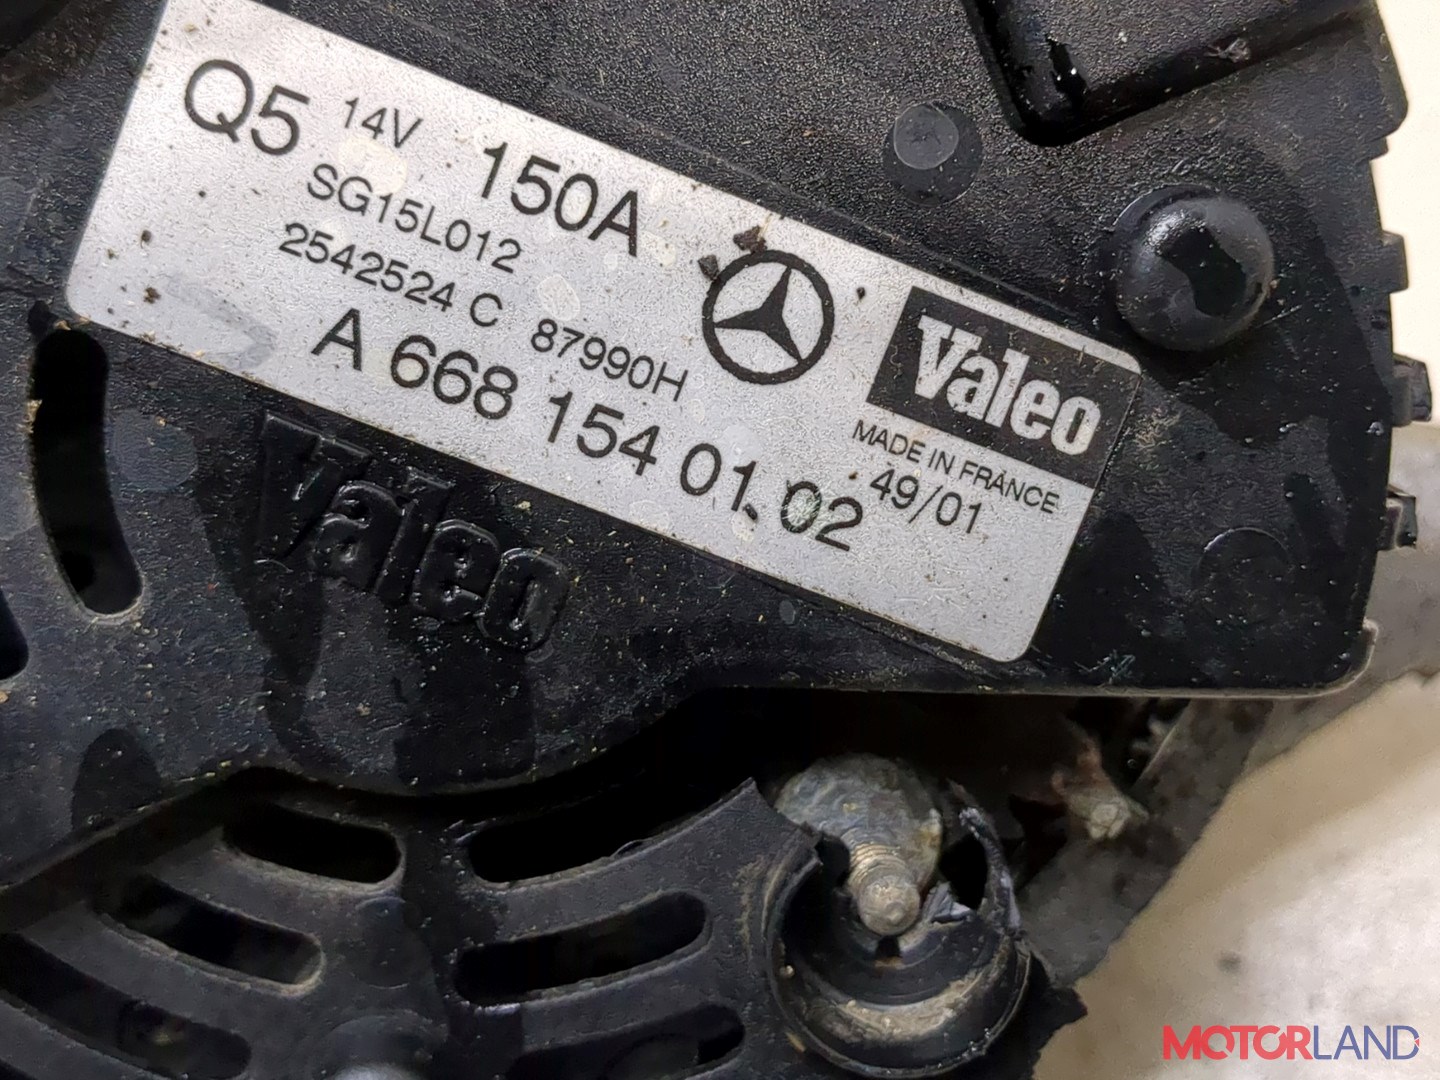 Q5 14V 150A
SG15L012
2542524 C 87990H
A 668 154 01.02
Valeo
MADE IN FRANCE
49/01
Valeo
MOTORLAND